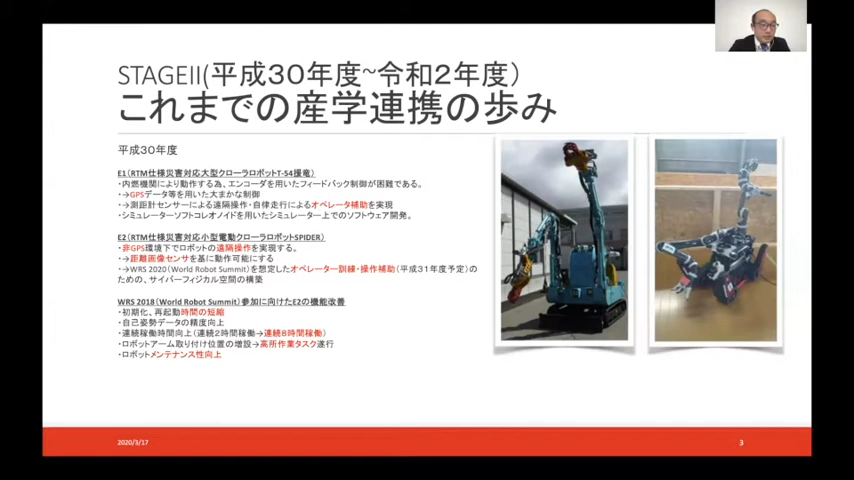 STAGEII(平成30年度~令和2年度)
これまでの産学連携の歩み
平成30年度
E1(RTM仕様災害対応大型クローラロボットT-54援竜)
・内燃機関により動作する為、エンコーダを用いたフィードバック制御が困難である。
・→GPSデータ等を用いた大まかな制御
・→測距計センサーによる遠隔操作・自律走行によるオペレータ補助を実現
・シミュレーターソフトコレオノイドを用いたシミュレーター上でのソフトウェア開発。
E2(RTM仕様災害対応小型電動クローラロボットSPIDER)
・非GPS環境下でロボットの遠隔操作を実現する。
・→距離画像センサを基に動作可能にする
・→WRS 2020(World Robot Summit)を想定したオペレーター訓練・操作補助(平成31年度予定)の
ための、サイバーフィジカル空間の構築
WRS 2018(World Robot Summit)参加に向けたE2の機能改善
・初期化、再起動時間の短縮
・自己姿勢データの精度向上
・連続稼働時間向上(連続2時間稼働→連続8時間稼働)
・ロボットアーム取り付け位置の増設→高所作業タスク遂行
・ロボットメンテナンス性向上
2020/3/17
3